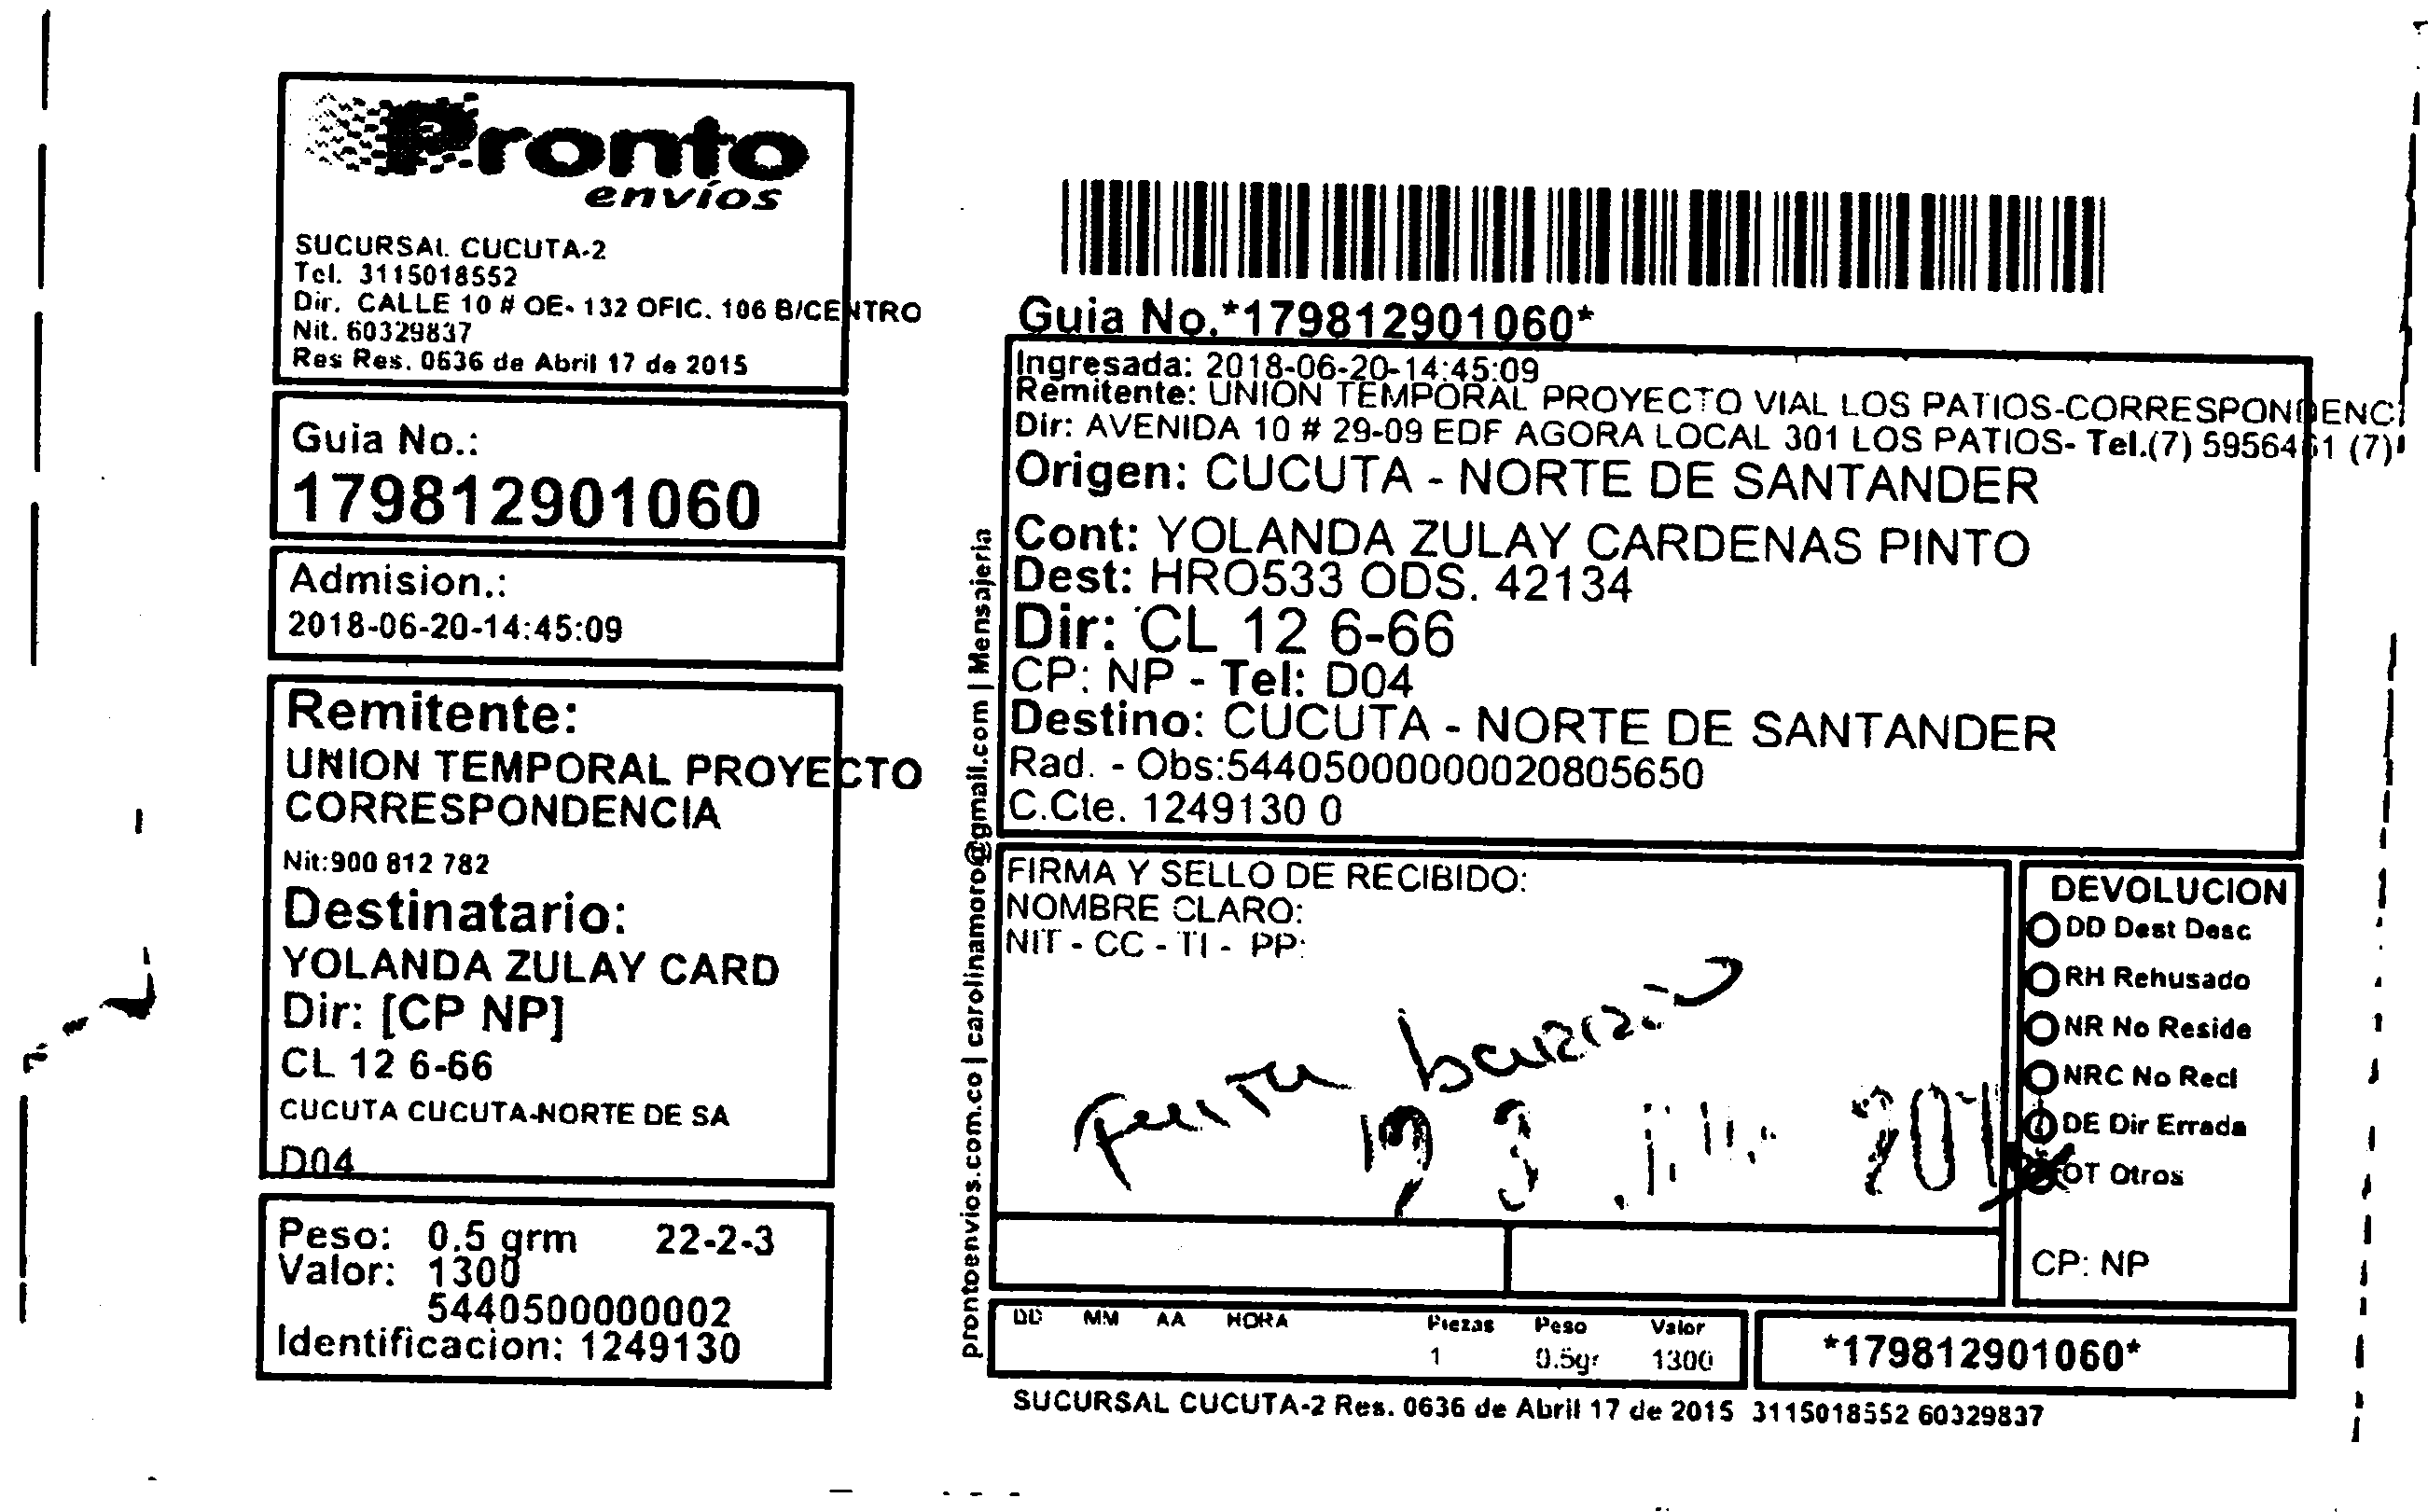 Pronto
envíos
SUCURSAL CUCUTA-2
Tel. 3115018552
Dir. CALLE 10 # OE- 132 OFIC. 106 B/CENTRO
Nit. 60329837
Res Res. 0636 de Abril 17 de 2015
Guia No.:
179812901060
Admision.:
2018-06-20-14:45:09
Remitente:
UNION TEMPORAL PROYECTO
CORRESPONDENCIA
Nit:900 812 782
Destinatario:
YOLANDA ZULAY CARD
Dir: [CP NP]
CL 12 6-66
CUCUTA CUCUTA-NORTE DE SA
D04
Peso: 0.5 grm 22-2-3
Valor: 1300
5440500000002
Identificacion: 1249130
prontoenvios.com.co | carolinamoro@gmail.com | Mensajeria
Guia No.*179812901060*
Ingresada: 2018-06-20-14:45:09
Remitente: UNION TEMPORAL PROYECTO VIAL LOS PATIOS-CORRESPONDENCI
Dir: AVENIDA 10 # 29-09 EDF AGORA LOCAL 301 LOS PATIOS- Tel.(7) 5956461 (7)
Origen: CUCUTA - NORTE DE SANTANDER
Cont: YOLANDA ZULAY CARDENAS PINTO
Dest: HRO533 ODS. 42134
Dir: CL 12 6-66
CP: NP - Tel: D04
Destino: CUCUTA - NORTE DE SANTANDER
Rad. - Obs:54405000000020805650
C.Cte. 1249130 0
FIRMA Y SELLO DE RECIBIDO:
NOMBRE CLARO:
NIT - CC - TI - PP:
DEVOLUCION
DD Dest Desc
RH Rehusado
NR No Reside
NRC No Recl
DE Dir Errada
OT Otros
CP: NP
DD MM AA HORA Piezas Peso Valor
1 0.5gr 1300
*179812901060*
SUCURSAL CUCUTA-2 Res. 0636 de Abril 17 de 2015 3115018552 60329837